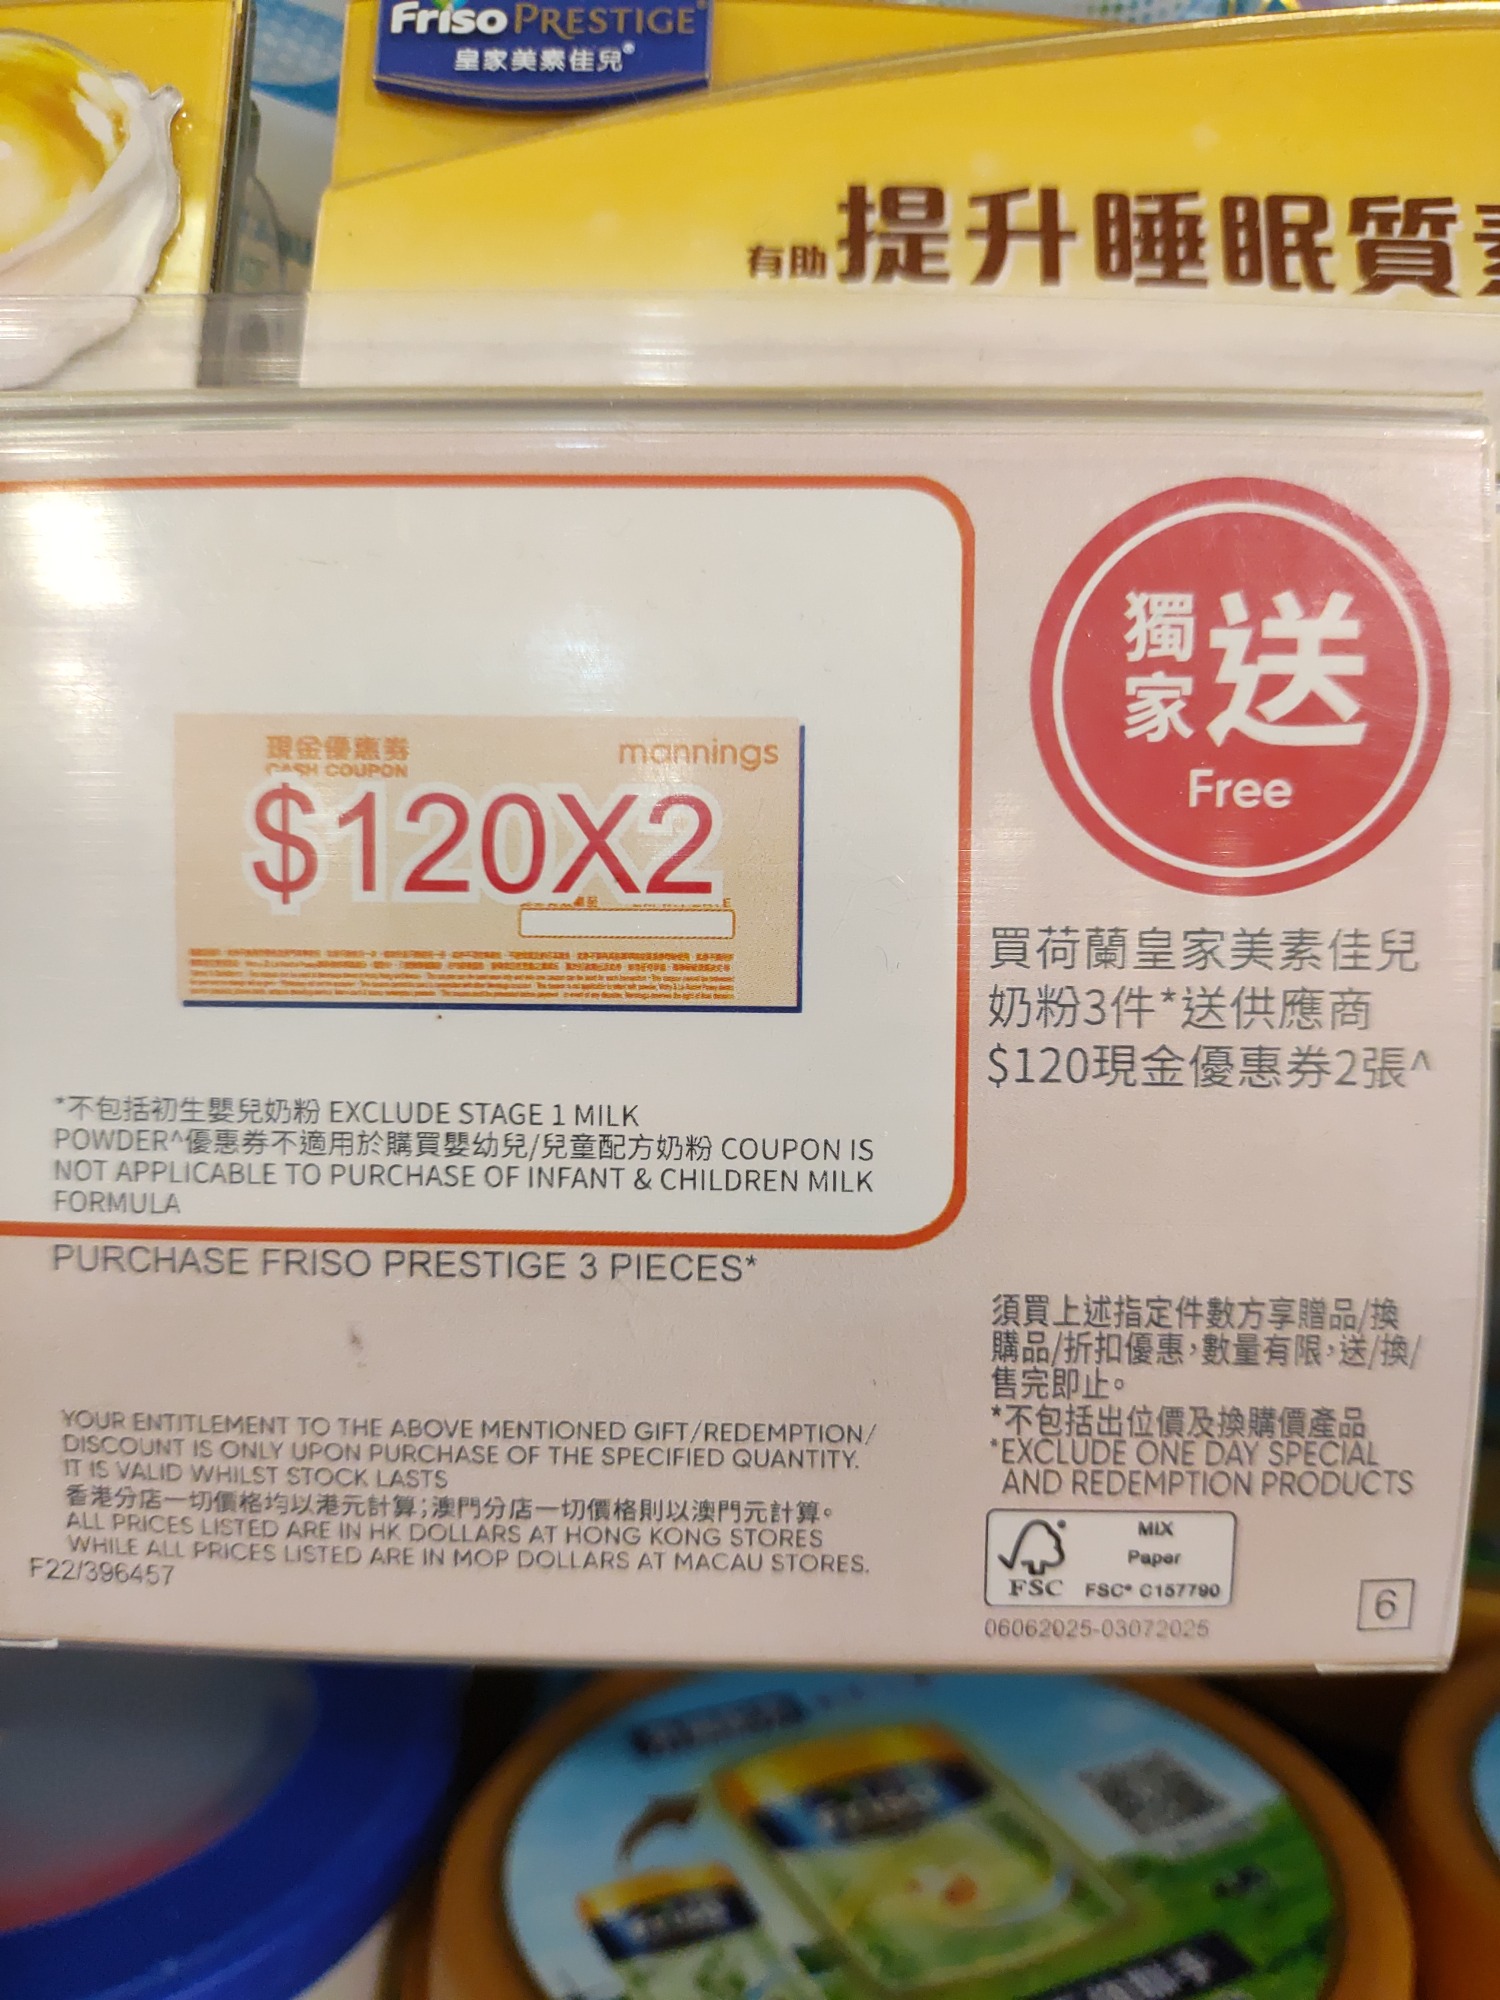 Friso PRESTIGE
皇家美素佳兒®
有助提升睡眠質
現金優惠券
CASH COUPON
mannings
$120X2
獨家送
Free
買荷蘭皇家美素佳兒
奶粉3件*送供應商
$120現金優惠券2張^
*不包括初生嬰兒奶粉 EXCLUDE STAGE 1 MILK
POWDER^優惠券不適用於購買嬰幼兒/兒童配方奶粉 COUPON IS
NOT APPLICABLE TO PURCHASE OF INFANT & CHILDREN MILK
FORMULA
PURCHASE FRISO PRESTIGE 3 PIECES*
須買上述指定件數方享贈品/換
購品/折扣優惠，數量有限，送/換/
售完即止。
*不包括出位價及換購價產品
*EXCLUDE ONE DAY SPECIAL
AND REDEMPTION PRODUCTS
YOUR ENTITLEMENT TO THE ABOVE MENTIONED GIFT/REDEMPTION/
DISCOUNT IS ONLY UPON PURCHASE OF THE SPECIFIED QUANTITY.
IT IS VALID WHILST STOCK LASTS
香港分店一切價格均以港元計算；澳門分店一切價格則以澳門元計算。
ALL PRICES LISTED ARE IN HK DOLLARS AT HONG KONG STORES
WHILE ALL PRICES LISTED ARE IN MOP DOLLARS AT MACAU STORES.
F22/396457
FSC
MIX
Paper
FSC® C157790
06062025-03072025
6